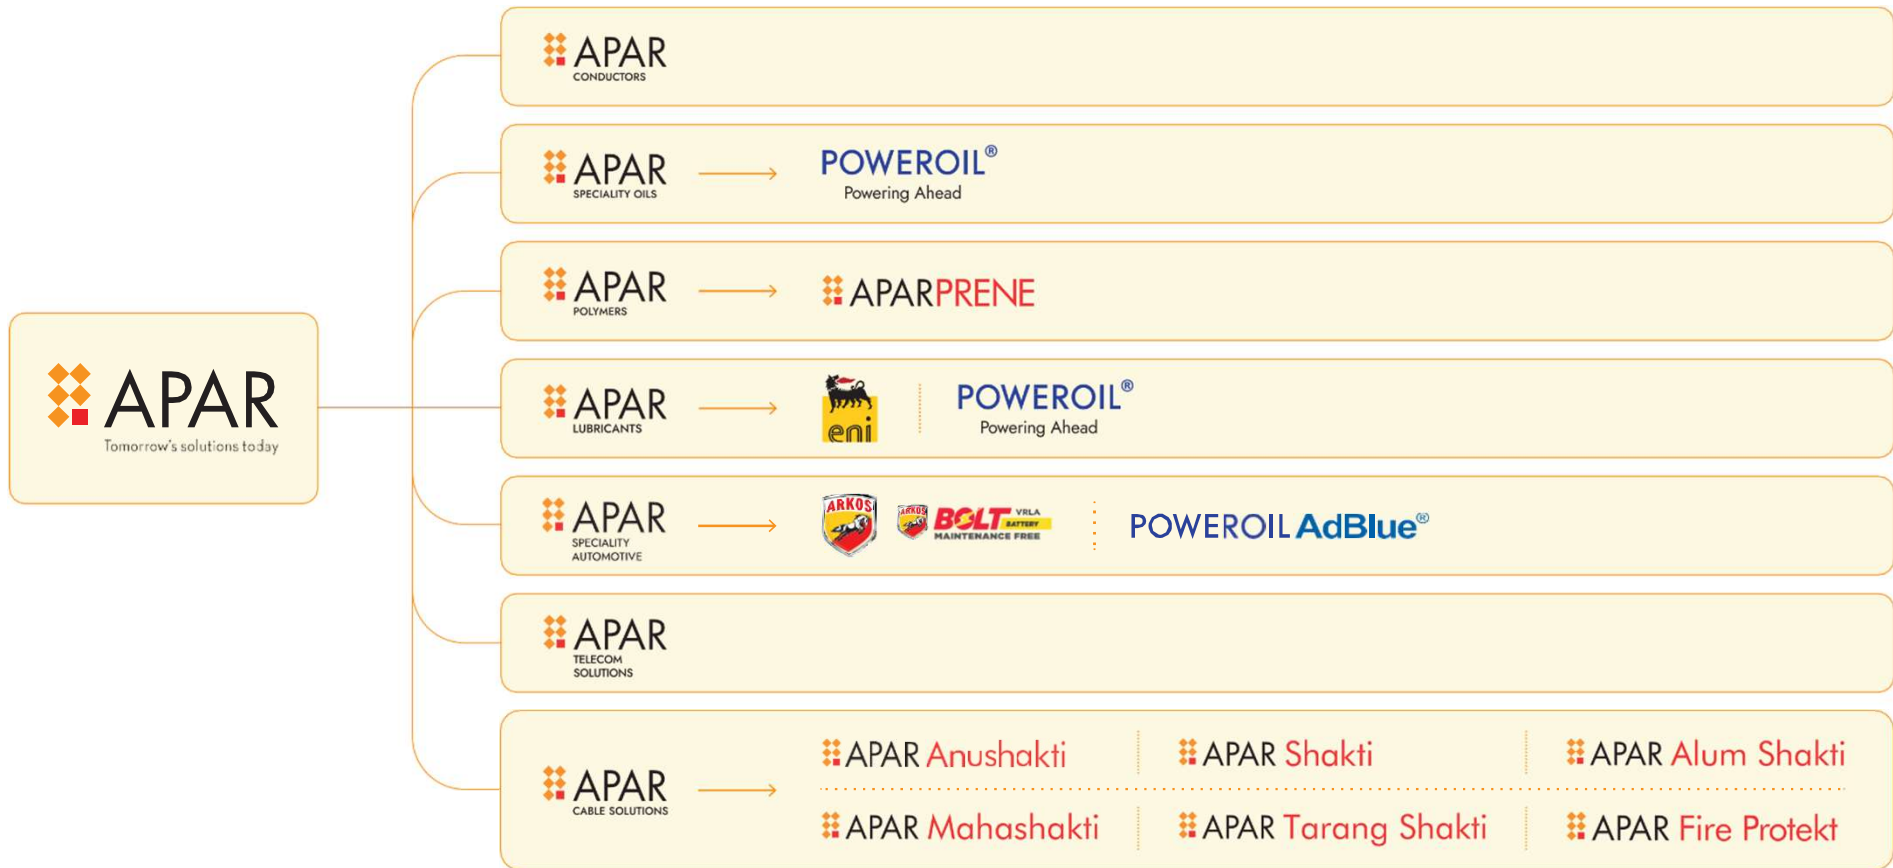 APAR
Tomorrow's solutions today
APAR
CONDUCTORS
APAR
SPECIALITY OILS
POWEROIL®
Powering Ahead
APAR
POLYMERS
APARPRENE
APAR
LUBRICANTS
eni
POWEROIL®
Powering Ahead
APAR
SPECIALITY
AUTOMOTIVE
ARKOS
ARKOS
BOLT VRLA
BATTERY
MAINTENANCE FREE
POWEROIL AdBlue®
APAR
TELECOM
SOLUTIONS
APAR
CABLE SOLUTIONS
APAR Anushakti
APAR Shakti
APAR Alum Shakti
APAR Mahashakti
APAR Tarang Shakti
APAR Fire Protekt